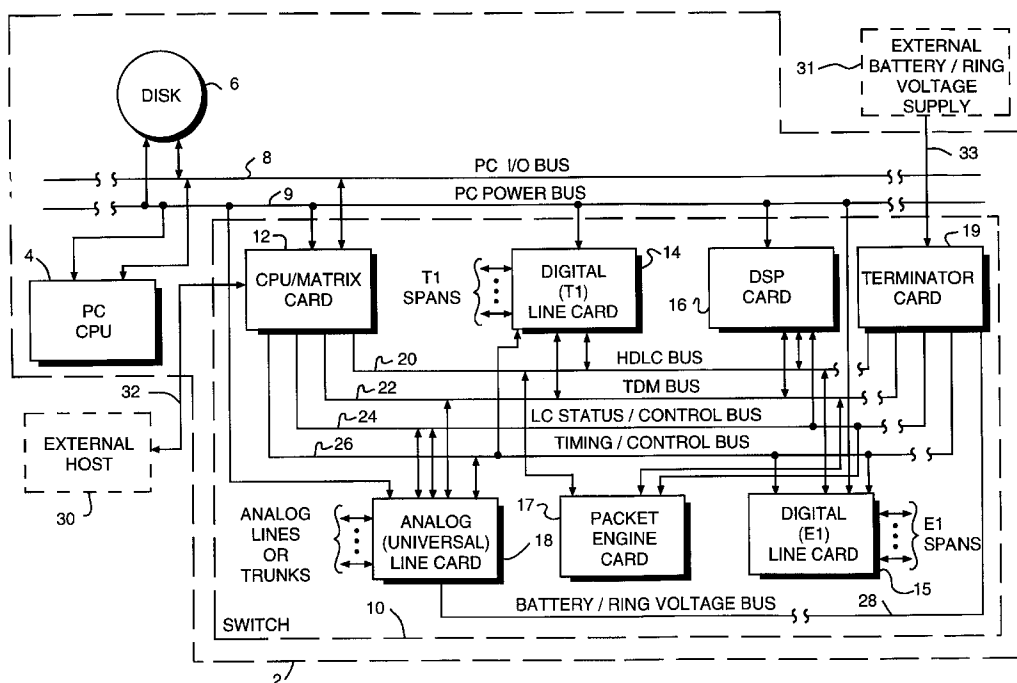 EXTERNAL
BATTERY / RING
VOLTAGE
SUPPLY
31
DISK
6
33
8
PC I/O BUS
PC POWER BUS
9
4
PC
CPU
12
CPU/MATRIX
CARD
T1
SPANS
DIGITAL
(T1)
LINE CARD
14
DSP
CARD
16
19
TERMINATOR
CARD
20
HDLC BUS
22
TDM BUS
24
LC STATUS / CONTROL BUS
26
TIMING / CONTROL BUS
32
EXTERNAL
HOST
30
ANALOG
LINES
OR
TRUNKS
ANALOG
(UNIVERSAL)
LINE CARD
18
17
PACKET
ENGINE
CARD
DIGITAL
(E1)
LINE CARD
E1
SPANS
15
BATTERY / RING VOLTAGE BUS
28
SWITCH
10
2